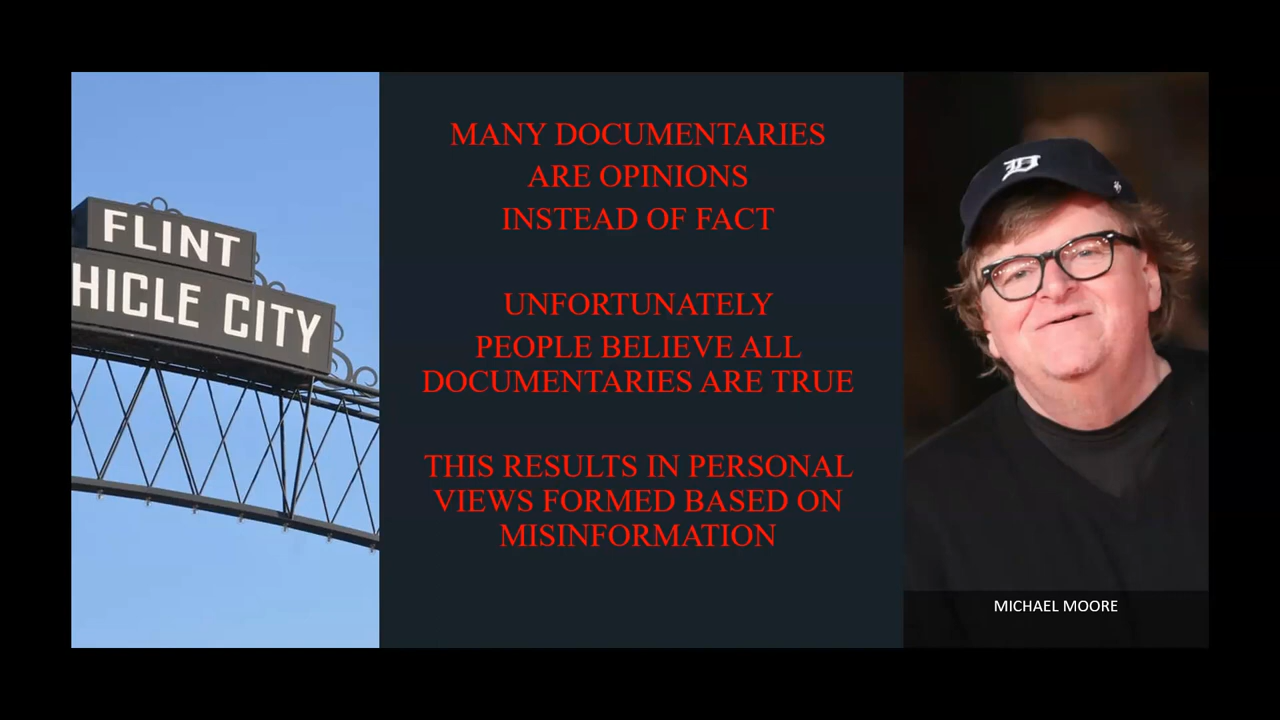 FLINT
HICLE CITY
MANY DOCUMENTARIES
ARE OPINIONS
INSTEAD OF FACT
UNFORTUNATELY
PEOPLE BELIEVE ALL
DOCUMENTARIES ARE TRUE
THIS RESULTS IN PERSONAL
VIEWS FORMED BASED ON
MISINFORMATION
D
MICHAEL MOORE